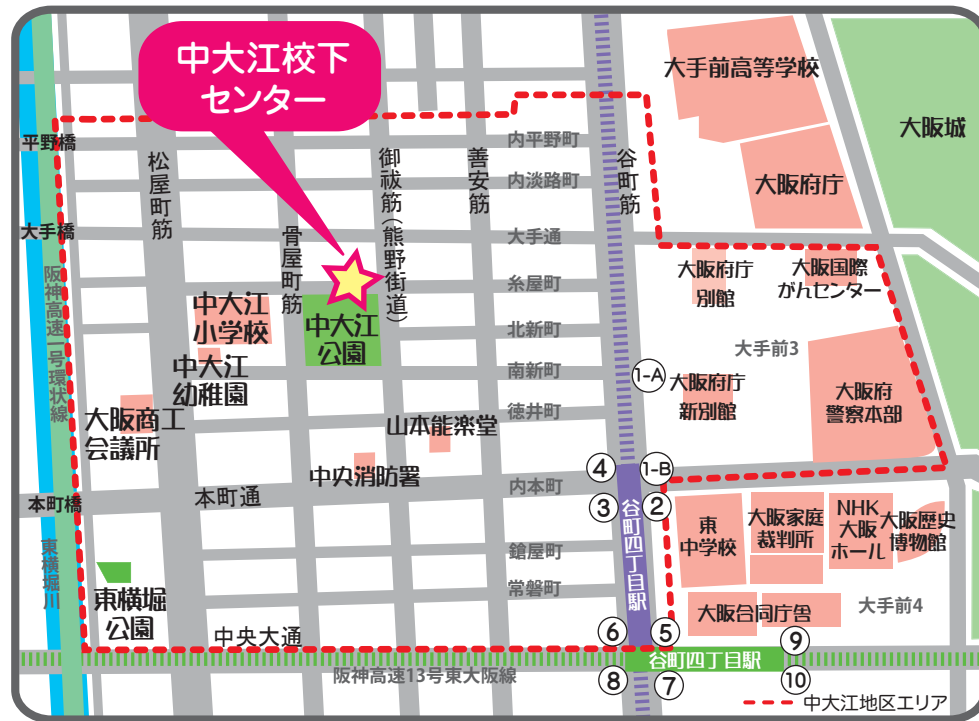 中大江校下
センター
大手前高等学校
大阪城
平野橋
松屋町筋
御祓筋(熊野街道)
善安筋
内平野町
谷町筋
内淡路町
大阪府庁
大手橋
骨屋町筋
大手通
阪神高速一号環状線
糸屋町
大阪府庁
別館
大阪国際
がんセンター
中大江
小学校
中大江
公園
北新町
大手前3
中大江
幼稚園
南新町
1-A
大阪府庁
新別館
大阪府
警察本部
大阪商工
会議所
徳井町
山本能楽堂
中央消防署
4
1-B
本町橋
本町通
内本町
3
2
谷町四丁目駅
東
中学校
大阪家庭
裁判所
NHK
大阪
ホール
大阪歴史
博物館
東横堀川
鎗屋町
常磐町
東横堀
公園
大阪合同庁舎
大手前4
中央大通
6
5
9
谷町四丁目駅
阪神高速13号東大阪線
8
7
10
中大江地区エリア